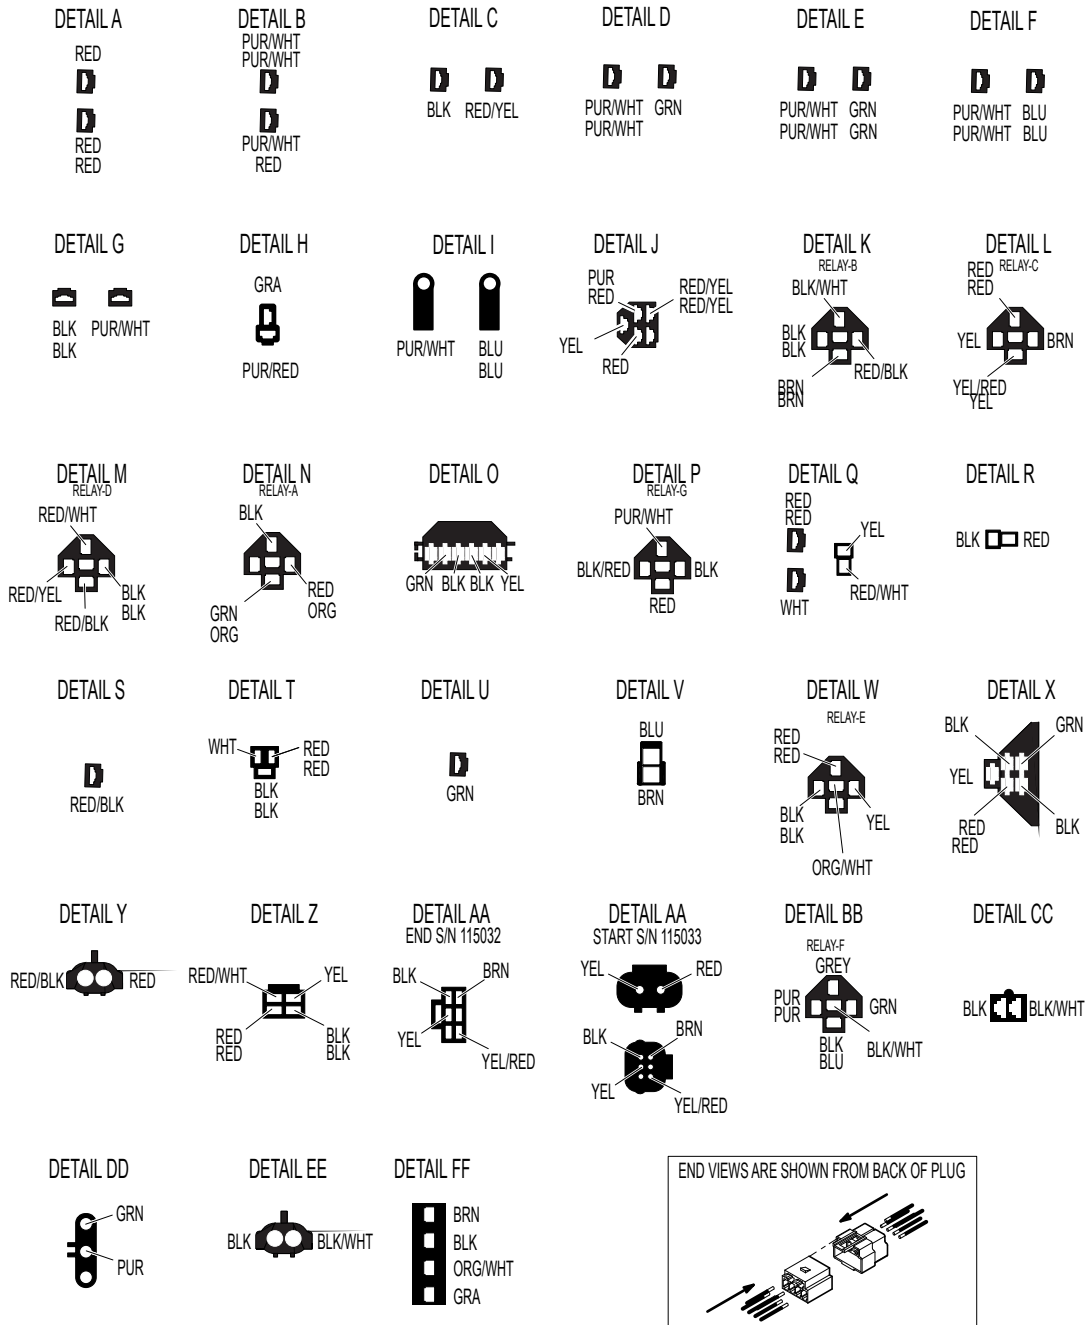 DETAIL A
RED
RED
RED
DETAIL B
PUR/WHT
PUR/WHT
PUR/WHT
RED
DETAIL C
BLK RED/YEL
DETAIL D
PUR/WHT GRN
PUR/WHT
DETAIL E
PUR/WHT GRN
PUR/WHT GRN
DETAIL F
PUR/WHT BLU
PUR/WHT BLU
DETAIL G
BLK PUR/WHT
BLK
DETAIL H
GRA
PUR/RED
DETAIL I
PUR/WHT BLU
BLU
DETAIL J
PUR
RED
RED/YEL
RED/YEL
YEL
RED
DETAIL K
RELAY-B
BLK/WHT
BLK
BLK
RED/BLK
BRN
BRN
DETAIL L
RELAY-C
RED
RED
YEL BRN
YEL/RED
YEL
DETAIL M
RELAY-D
RED/WHT
RED/YEL
BLK
BLK
RED/BLK
DETAIL N
RELAY-A
BLK
RED
ORG
GRN
ORG
DETAIL O
GRN BLK BLK YEL
DETAIL P
RELAY-G
PUR/WHT
BLK/RED BLK
RED
DETAIL Q
RED
RED
YEL
RED/WHT
WHT
DETAIL R
BLK RED
DETAIL S
RED/BLK
DETAIL T
WHT RED
RED
BLK
BLK
DETAIL U
GRN
DETAIL V
BLU
BRN
DETAIL W
RELAY-E
RED
RED
BLK
BLK
YEL
ORG/WHT
DETAIL X
BLK GRN
YEL
RED
RED
BLK
DETAIL Y
RED/BLK RED
DETAIL Z
RED/WHT YEL
RED
RED
BLK
BLK
DETAIL AA
END S/N 115032
BLK BRN
YEL
YEL/RED
DETAIL AA
START S/N 115033
YEL RED
BLK BRN
YEL
YEL/RED
DETAIL BB
RELAY-F
GREY
PUR
PUR
GRN
BLK
BLU
BLK/WHT
DETAIL CC
BLK BLK/WHT
DETAIL DD
GRN
PUR
DETAIL EE
BLK BLK/WHT
DETAIL FF
BRN
BLK
ORG/WHT
GRA
END VIEWS ARE SHOWN FROM BACK OF PLUG